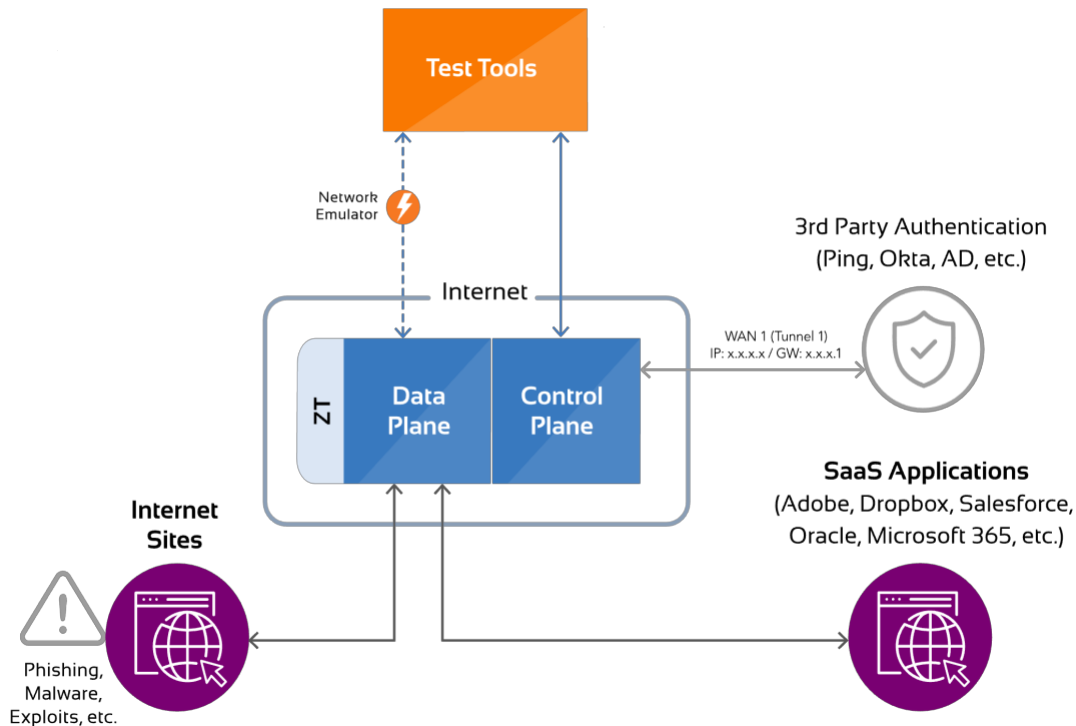 Test Tools
Network
Emulator
3rd Party Authentication
(Ping, Okta, AD, etc.)
Internet
WAN 1 (Tunnel 1)
IP: x.x.x.x / GW: x.x.x.1
ZT
Data
Plane
Control
Plane
SaaS Applications
(Adobe, Dropbox, Salesforce,
Oracle, Microsoft 365, etc.)
Internet
Sites
Phishing,
Malware,
Exploits, etc.